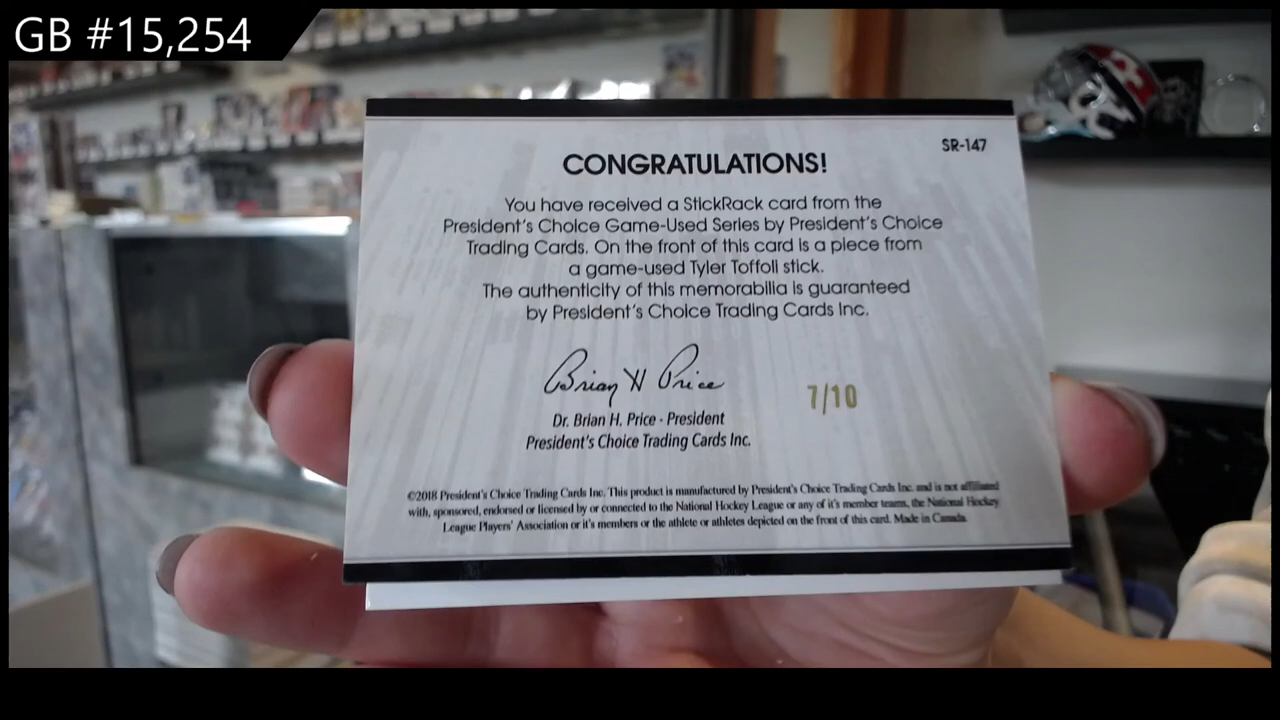 GB #15,254
SR-147
CONGRATULATIONS!
You have received a StickRack card from the
President's Choice Game-Used Series by President's Choice
Trading Cards. On the front of this card is a piece from
a game-used Tyler Toffoli stick.
The authenticity of this memorabilia is guaranteed
by President's Choice Trading Cards Inc.
Brian H Price
7/10
Dr. Brian H. Price - President
President's Choice Trading Cards Inc.
©2018 President's Choice Trading Cards Inc. This product is manufactured by President's Choice Trading Cards Inc. and is not affiliated
with, sponsored, endorsed or licensed by or connected to the National Hockey League or any of it's member teams, the National Hockey
League Players' Association or it's members or the athlete or athletes depicted on the front of this card. Made in Canada.